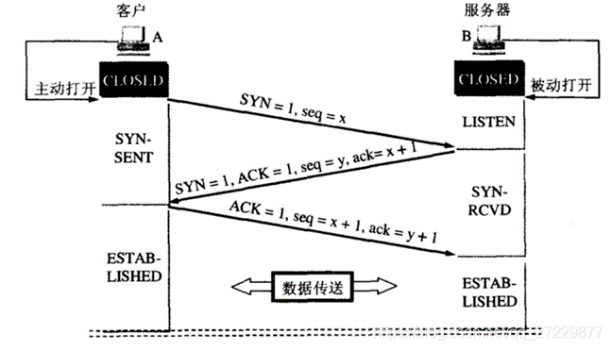 客户
服务器
A
B
主动打开
CLOSED
CLOSED
被动打开
SYN = 1, seq = x
LISTEN
SYN-
SENT
SYN = 1, ACK = 1, seq = y, ack= x + 1
SYN-
RCVD
ACK = 1, seq = x + 1, ack = y + 1
ESTAB-
LISHED
数据传送
ESTAB-
LISHED